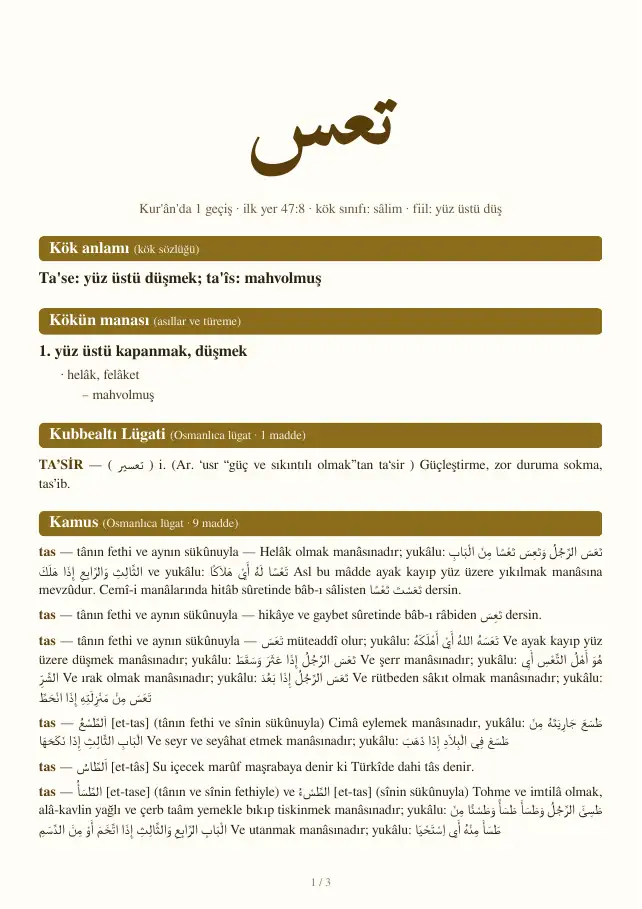 تعس
Kur'ân'da 1 geçiş · ilk yer 47:8 · kök sınıfı: sâlim · fiil: yüz üstü düş
Kök anlamı (kök sözlüğü)
Ta'se: yüz üstü düşmek; ta'îs: mahvolmuş
Kökün manası (asıllar ve türeme)
1. yüz üstü kapanmak, düşmek
· helâk, felâket
– mahvolmuş
Kubbealtı Lügati (Osmanlıca lügat · 1 madde)
TA’SİR — ( تعسير ) i. (Ar. ‘usr “güç ve sıkıntılı olmak”tan ta‘sіr ) Güçleştirme, zor duruma sokma,
tas’ib.
Kamus (Osmanlıca lügat · 9 madde)
tas — tânın fethi ve aynın sükûnuyla — Helâk olmak manâsınadır; yukâlu: تَعَسَ الرَّجُلُ وَتَعِسَ تَعْسًا مِنَ الْبَابِ
الثَّالِثِ وَالرَّابِعِ إِذَا هَلَكَ ve yukâlu: تَعْسًا لَهُ أَيْ هَلاَكًا Asl bu mâdde ayak kayıp yüz üzere yıkılmak manâsına
mevzûdur. Cemî-i manâlarında hitâb sûretinde bâb-ı sâlisten تَعَسْتَ تَعْسًا dersin.
tas — tânın fethi ve aynın sükûnuyla — hikâye ve gaybet sûretinde bâb-ı râbiden تَعِسَ dersin.
tas — tânın fethi ve aynın sükûnuyla — تَعَسَ müteaddî olur; yukâlu: تَعَسَهُ اللهُ أَيْ أَهْلَكَهُ Ve ayak kayıp yüz
üzere düşmek manâsınadır; yukâlu: تَعَسَ الرَّجُلُ إِذَا عَثَرَ وَسَقَطَ Ve şerr manâsınadır; yukâlu: هُوَ أَهْلُ التَّعْسِ أَيِ
الشَّرِّ Ve ırak olmak manâsınadır; yukâlu: تَعَسَ الرَّجُلُ إِذَا بَعُدَ Ve rütbeden sâkıt olmak manâsınadır; yukâlu:
تَعَسَ مِنْ مَنْزِلَتِهِ إِذَا انْحَطَّ
tas — اَلطَّسْعُ [et-tas] (tânın fethi ve sînin sükûnuyla) Cimâ eylemek manâsınadır, yukâlu: طَسَعَ جَارِيَتَهُ مِنَ
الْبَابِ الثَّالِثِ إِذَا نَكَحَهَا Ve seyr ve seyâhat etmek manâsınadır; yukâlu: طَسَعَ فِي الْبِلاَدِ إِذَا ذَهَبَ
tas — اَلطَّاسُ [et-tâs] Su içecek marûf maşrabaya denir ki Türkîde dahi tâs denir.
tas — اَلطَّسَأُ [et-tase] (tânın ve sînin fethiyle) ve اَلطَّسْءُ [et-tas] (sînin sükûnuyla) Tohme ve imtilâ olmak,
alâ-kavlin yağlı ve çerb taâm yemekle bıkıp tiskinmek manâsınadır; yukâlu: طَسِئَ الرَّجُلُ وَطَسَأَ طَسَأً وَطَسْئًا مِنَ
الْبَابِ الرَّابِعِ وَالثَّالِثِ إِذَا اتَّخَمَ أَوْ مِنَ الدَّسَمِ Ve utanmak manâsınadır; yukâlu: طَسَأَ مِنْهُ أَيِ اسْتَحْيَا
1 / 3